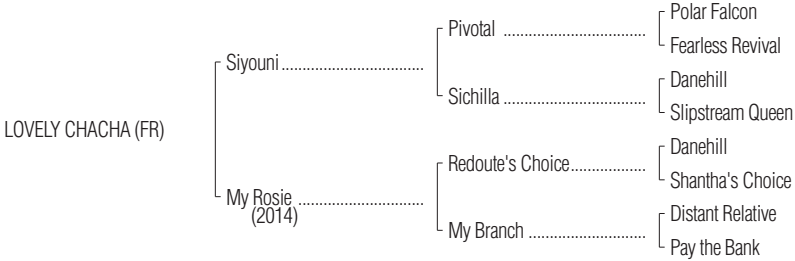 Polar Falcon
Pivotal ..................................
Fearless Revival
Siyouni ..................................
Danehill
Sichilla ..................................
Slipstream Queen
LOVELY CHACHA (FR)
Danehill
Redoute's Choice..................
Shantha's Choice
My Rosie ..............................
(2014)
Distant Relative
My Branch ............................
Pay the Bank